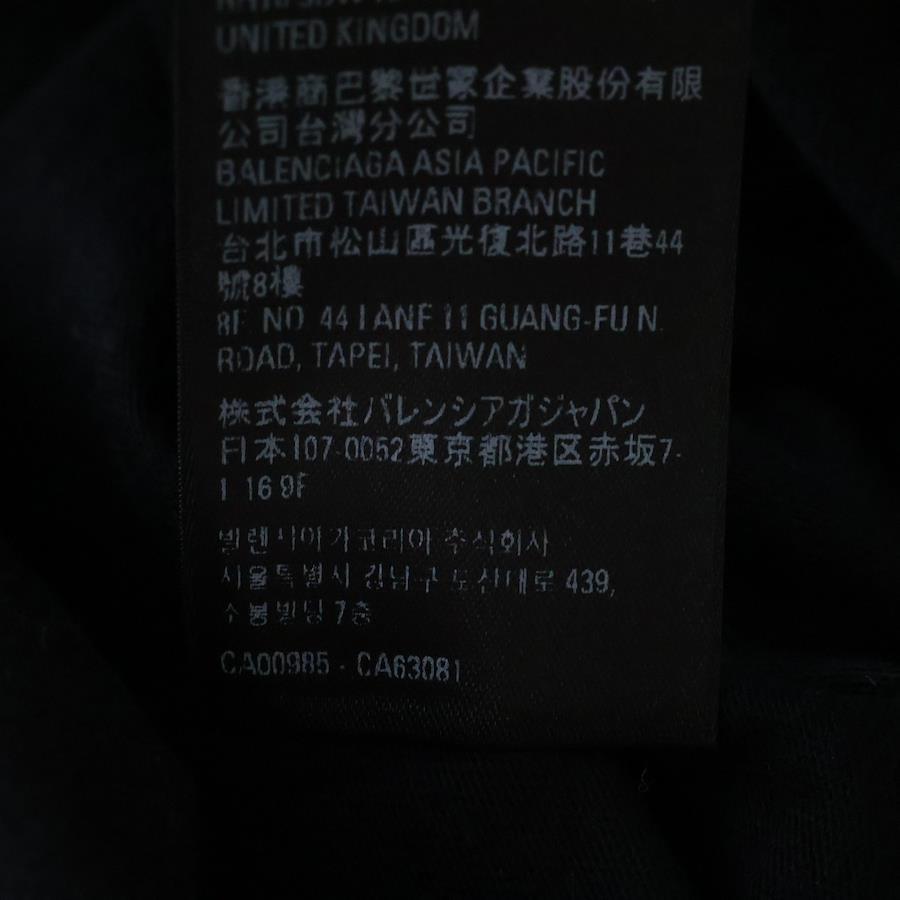 UNITED KINGDOM
香港商巴黎世家企業股份有限
公司台灣分公司
BALENCIAGA ASIA PACIFIC
LIMITED TAIWAN BRANCH
台北市松山區光復北路11巷44
號8樓
8F NO 44 LANE 11 GUANG-FU N.
ROAD, TAPEI, TAIWAN
株式会社バレンシアガジャパン
日本107-0052東京都港区赤坂7-
1 16 9F
발렌시아가코리아 주식회사
서울특별시 강남구 도산대로 439,
빌딩 7층
CA00985 - CA63081